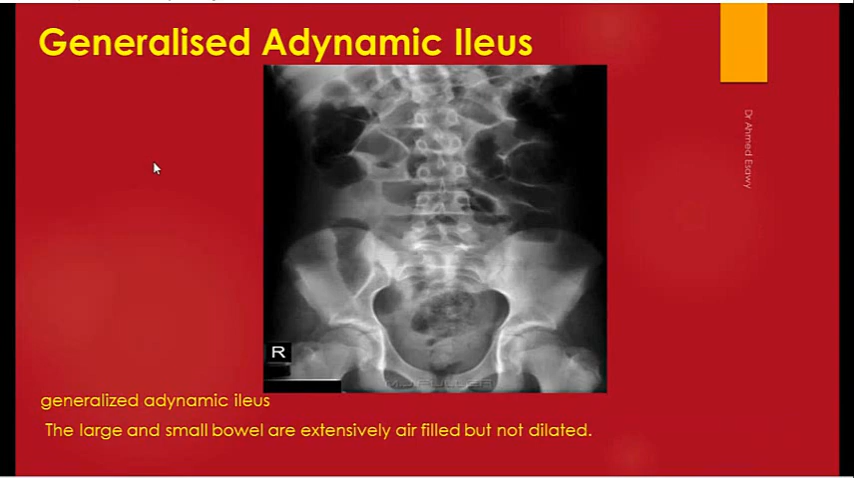 Generalised Adynamic Ileus
Dr Ahmed Esawy
R
M.J.FULLER
generalized adynamic ileus
The large and small bowel are extensively air filled but not dilated.